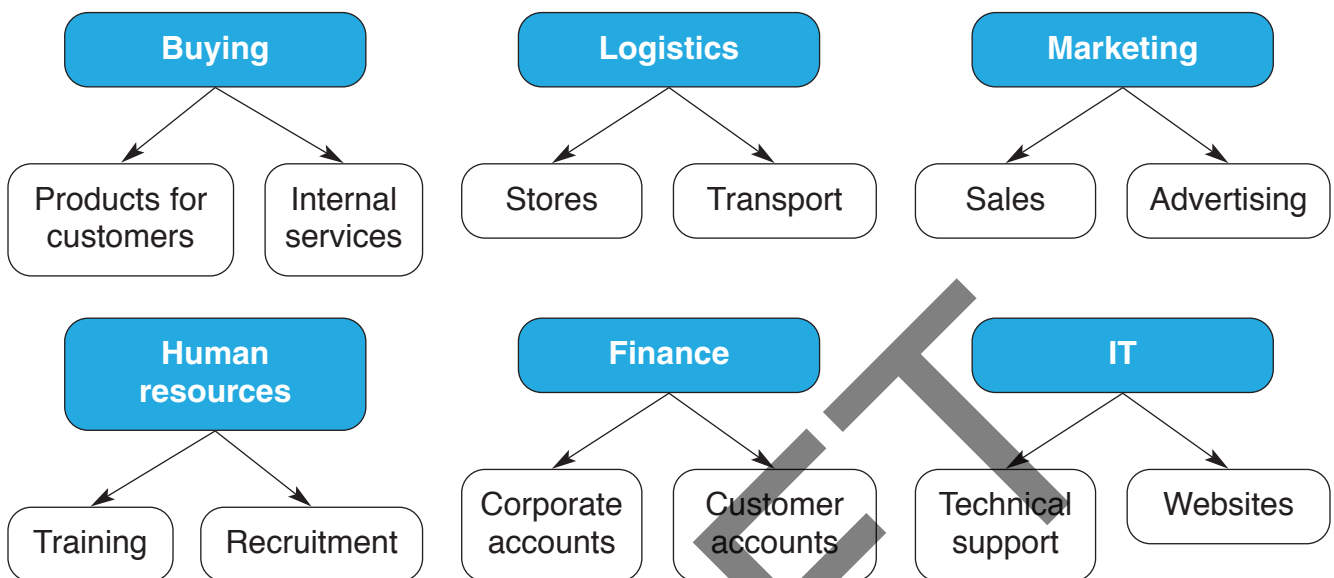 Buying
Logistics
Marketing
Products for
customers
Internal
services
Stores
Transport
Sales
Advertising
Human
resources
Finance
IT
Training
Recruitment
Corporate
accounts
Customer
accounts
Technical
support
Websites